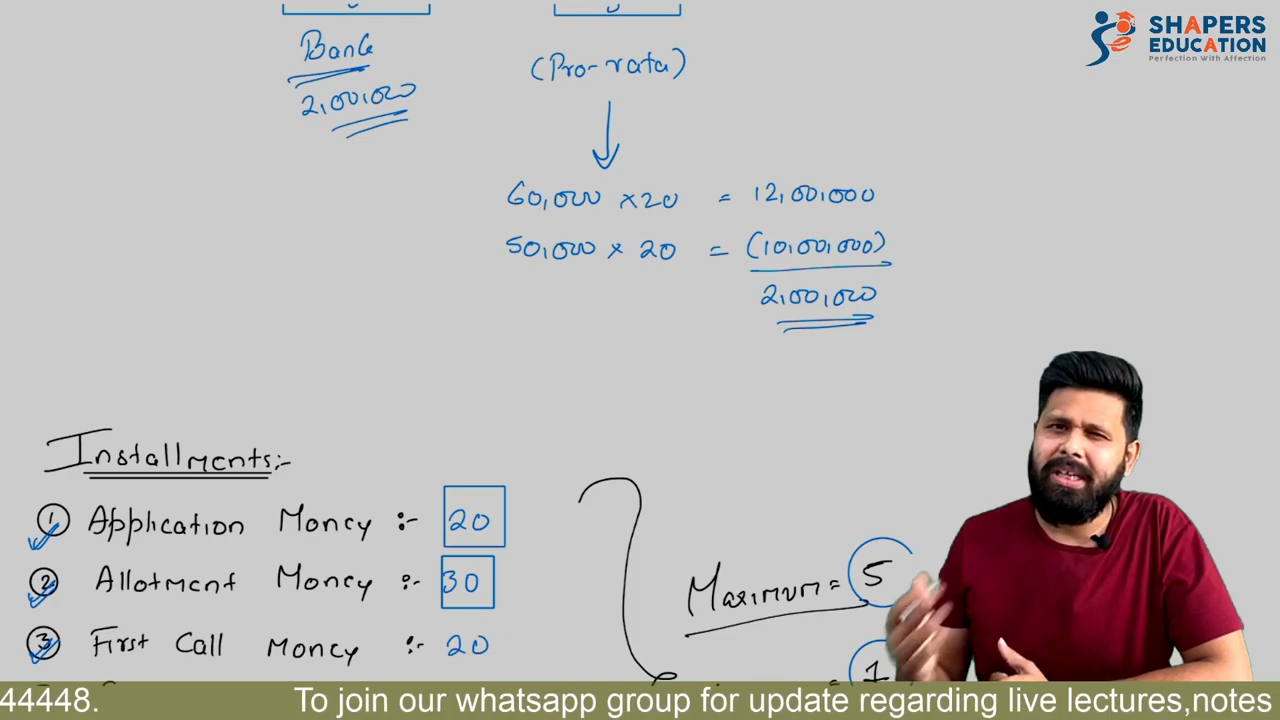 SHAPERS
EDUCATION
Perfection With Affection
Bank
2,00,000
(Pro-rata)
60,000 × 20 = 12,00,000
50,000 × 20 = (10,00,000)
2,00,000
Installments:-
① Application Money :- 20
② Allotment Money :- 30
③ First Call Money :- 20
Maximum = 5
= 1
44448. To join our whatsapp group for update regarding live lectures,notes